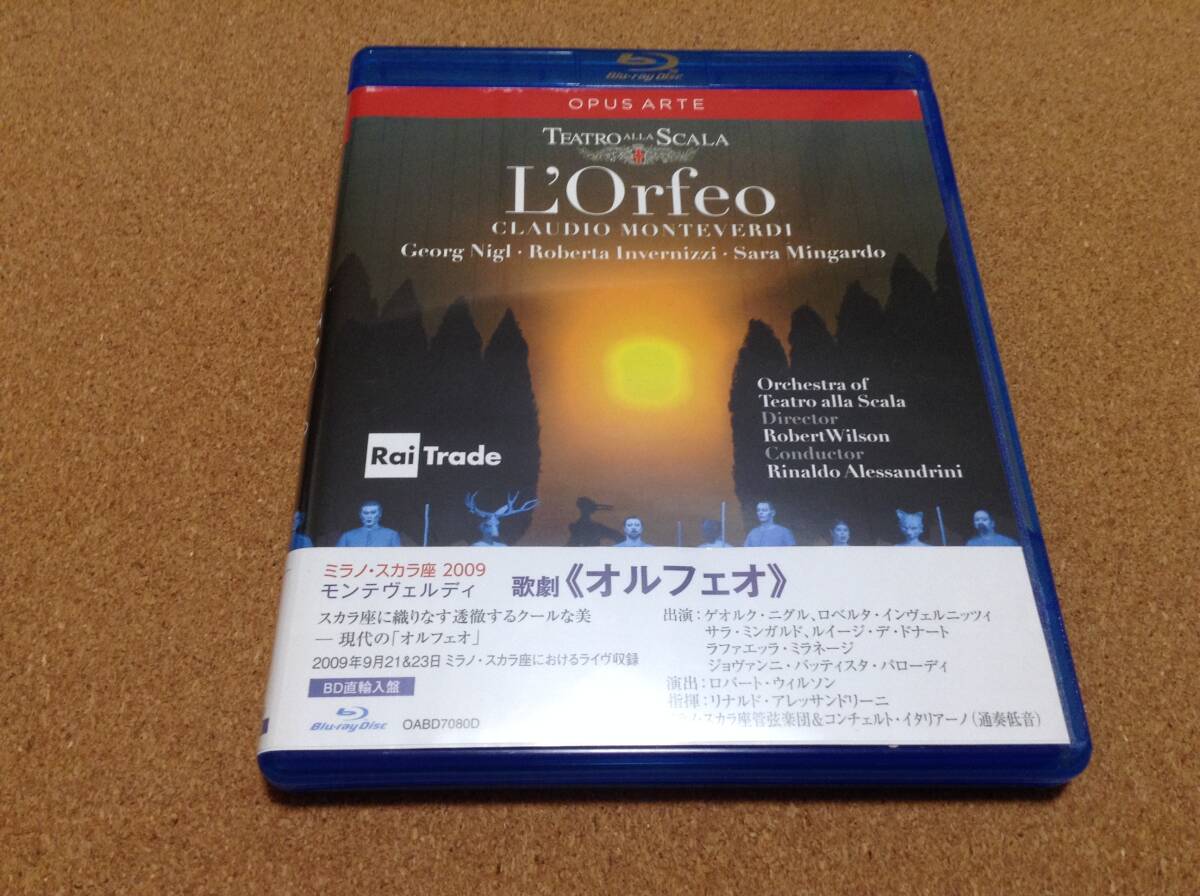 Blu-ray Disc
OPUS ARTE
TEATRO ALLA SCALA
L'Orfeo
CLAUDIO MONTEVERDI
Georg Nigl · Roberta Invernizzi · Sara Mingardo
Orchestra of
Teatro alla Scala
Director
Robert Wilson
Conductor
Rinaldo Alessandrini
Rai Trade
ミラノ・スカラ座 2009
モンテヴェルディ 歌劇《オルフェオ》
スカラ座に織りなす透徹するクールな美
― 現代の「オルフェオ」
2009年9月21&23日 ミラノ・スカラ座におけるライヴ収録
BD直輸入盤
Blu-ray Disc OABD7080D
出演：ゲオルク・ニグル、ロベルタ・インヴェルニッツィ
サラ・ミンガルド、ルイージ・デ・ドナート
ラファエッラ・ミラネージ
ジョヴァンニ・バッティスタ・パローディ
演出：ロバート・ウィルソン
指揮：リナルド・アレッサンドリーニ
ミラノ・スカラ座管弦楽団&コンチェルト・イタリアーノ（通奏低音）